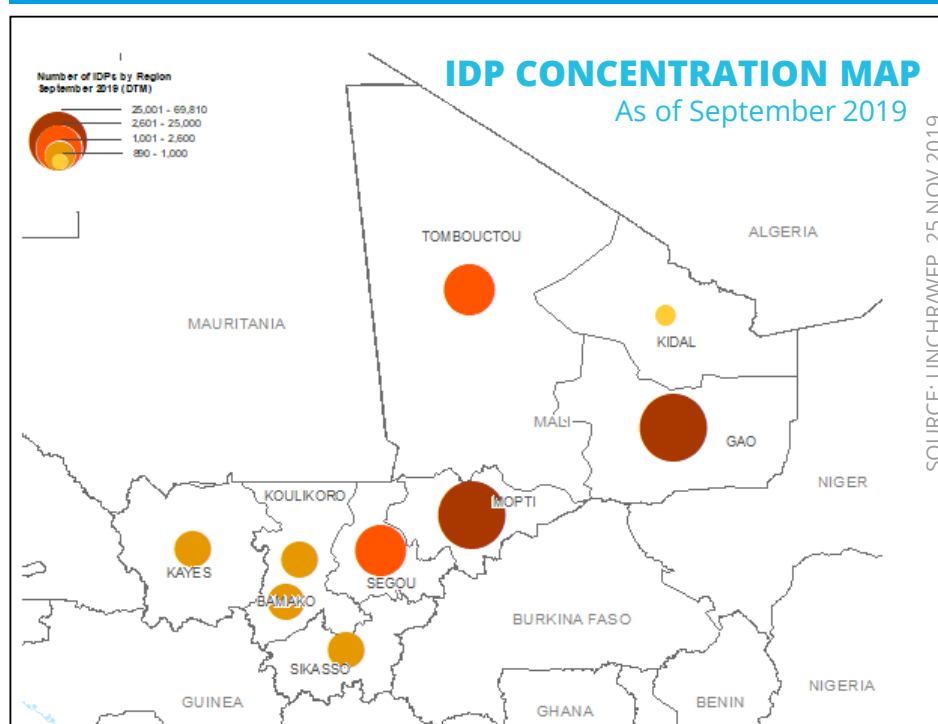 IDP CONCENTRATION MAP
As of September 2019
Number of IDPs by Region
September 2019 (DTM)
25,001 - 69,810
2,601 - 25,000
1,001 - 2,600
890 - 1,000
SOURCE: UNCHR/WFP, 25 NOV 2019
ALGERIA
TOMBOUCTOU
MAURITANIA
KIDAL
MALI
GAO
NIGER
KOULIKORO
MOPTI
KAYES
SEGOU
BAMAKO
BURKINA FASO
SIKASSO
NIGERIA
GUINEA
BENIN
GHANA